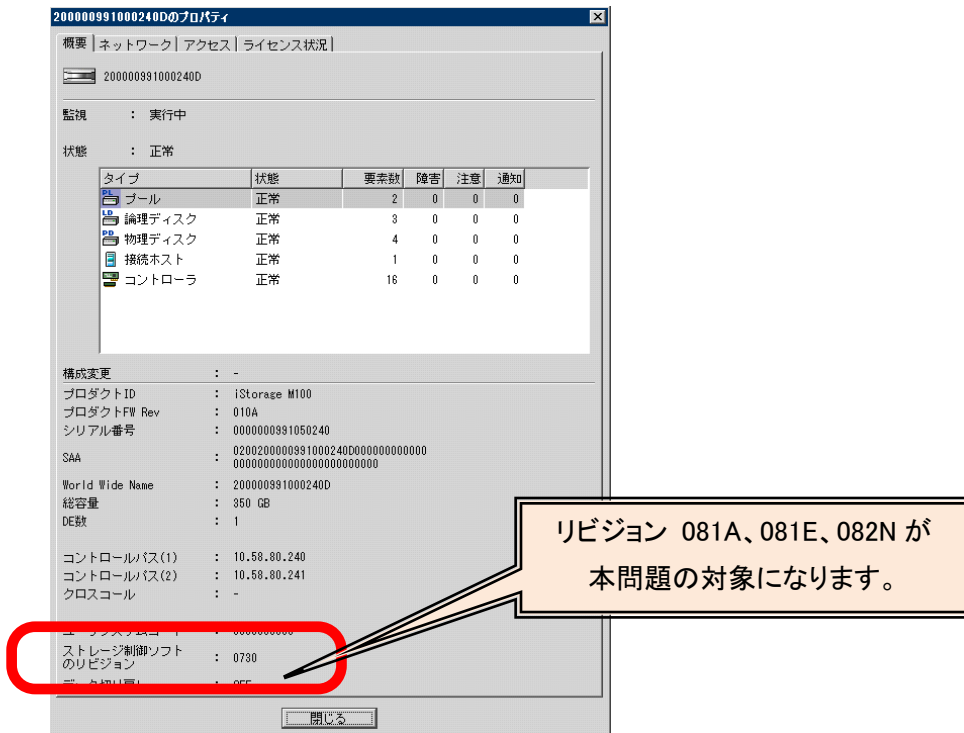 200000991000240Dのプロパティ
概要 ネットワーク アクセス ライセンス状況
200000991000240D
監視 : 実行中
状態 : 正常
タイプ 状態 要素数 障害 注意 通知
PL プール 正常 2 0 0 0
LD 論理ディスク 正常 3 0 0 0
PD 物理ディスク 正常 4 0 0 0
接続ホスト 正常 1 0 0 0
コントローラ 正常 16 0 0 0
構成変更 : -
プロダクトID : iStorage M100
プロダクトFW Rev : 010A
シリアル番号 : 0000000991050240
SAA : 0200200000991000240D000000000000
000000000000000000000000
World Wide Name : 200000991000240D
総容量 : 350 GB
DE数 : 1
コントロールパス(1) : 10.58.80.240
コントロールパス(2) : 10.58.80.241
クロスコール : -
ストレージ制御ソフト
のリビジョン : 0730
閉じる
リビジョン 081A、081E、082N が
本問題の対象になります。